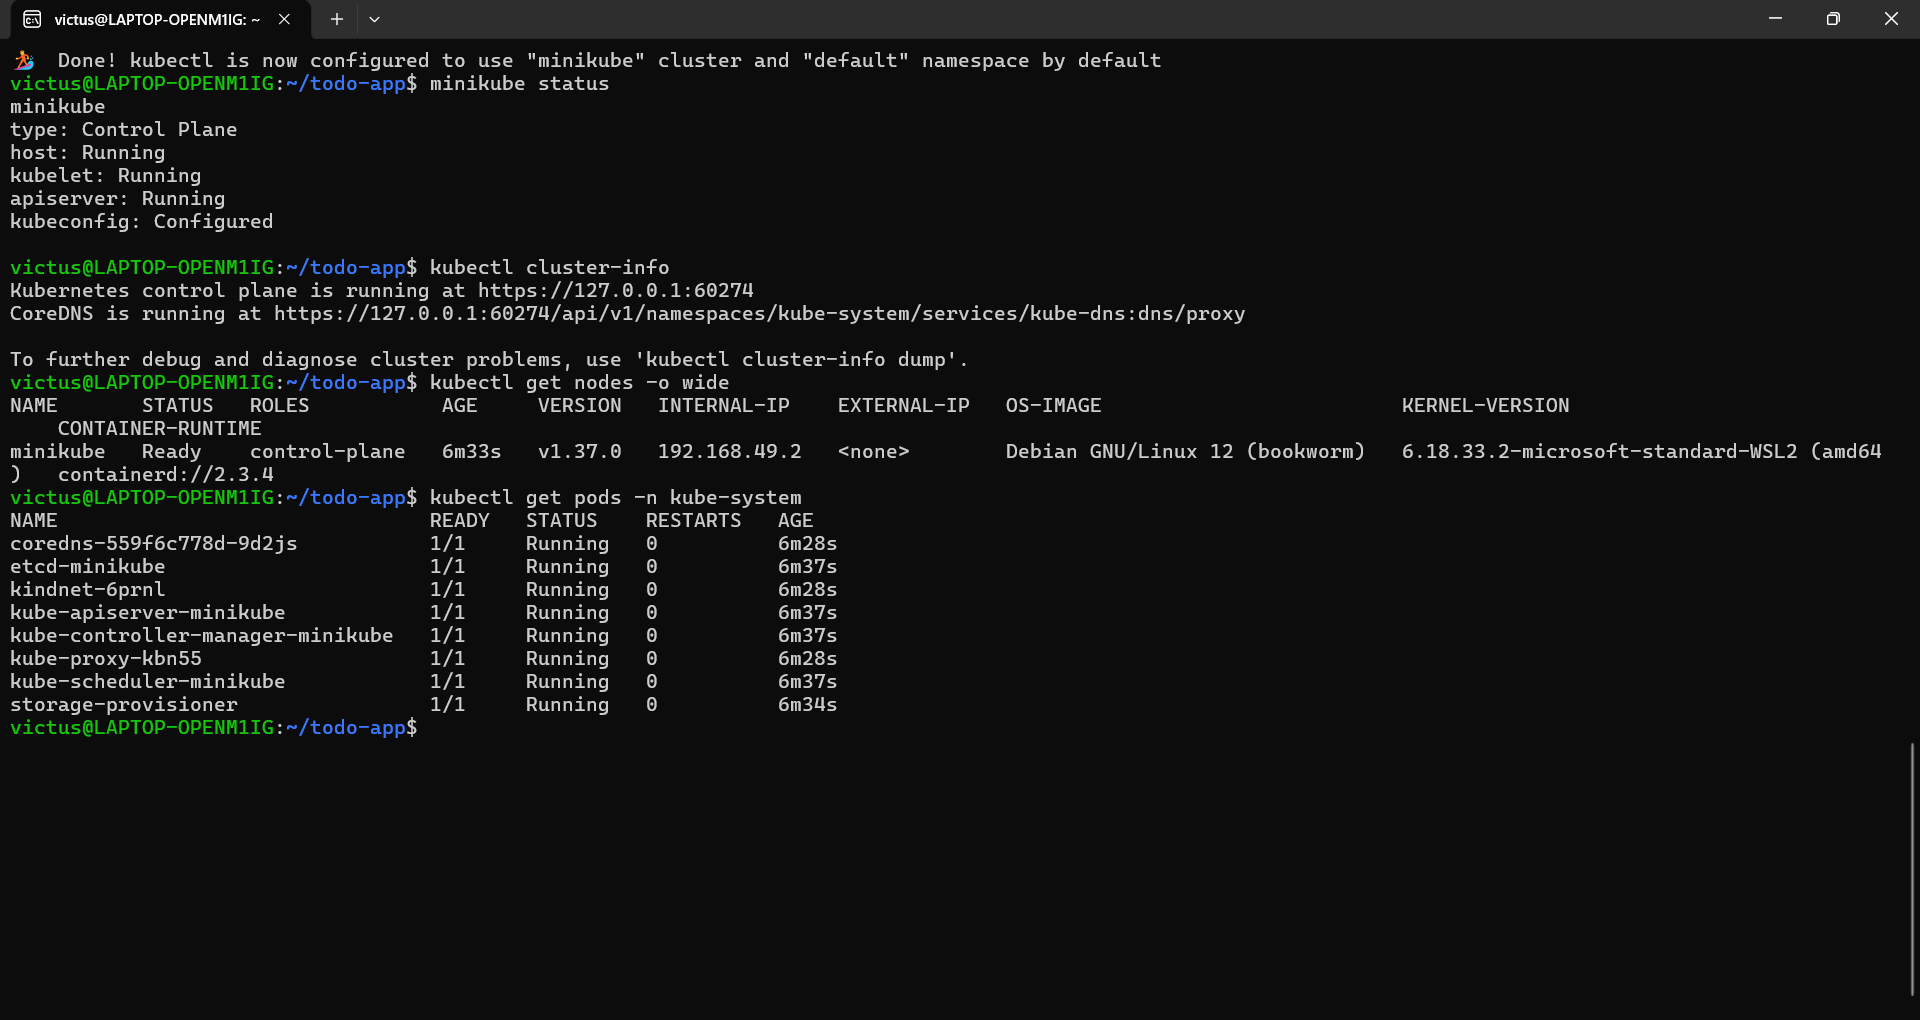 victus@LAPTOP-OPENM1IG: ~
Done! kubectl is now configured to use "minikube" cluster and "default" namespace by default
victus@LAPTOP-OPENM1IG:~/todo-app$ minikube status
minikube
type: Control Plane
host: Running
kubelet: Running
apiserver: Running
kubeconfig: Configured
victus@LAPTOP-OPENM1IG:~/todo-app$ kubectl cluster-info
Kubernetes control plane is running at https://127.0.0.1:60274
CoreDNS is running at https://127.0.0.1:60274/api/v1/namespaces/kube-system/services/kube-dns:dns/proxy
To further debug and diagnose cluster problems, use 'kubectl cluster-info dump'.
victus@LAPTOP-OPENM1IG:~/todo-app$ kubectl get nodes -o wide
NAME       STATUS   ROLES           AGE     VERSION   INTERNAL-IP    EXTERNAL-IP   OS-IMAGE                         KERNEL-VERSION
    CONTAINER-RUNTIME
minikube   Ready    control-plane   6m33s   v1.37.0   192.168.49.2   <none>        Debian GNU/Linux 12 (bookworm)   6.18.33.2-microsoft-standard-WSL2 (amd64
)   containerd://2.3.4
victus@LAPTOP-OPENM1IG:~/todo-app$ kubectl get pods -n kube-system
NAME                               READY   STATUS    RESTARTS   AGE
coredns-559f6c778d-9d2js           1/1     Running   0          6m28s
etcd-minikube                      1/1     Running   0          6m37s
kindnet-6prnl                      1/1     Running   0          6m28s
kube-apiserver-minikube            1/1     Running   0          6m37s
kube-controller-manager-minikube   1/1     Running   0          6m37s
kube-proxy-kbn55                   1/1     Running   0          6m28s
kube-scheduler-minikube            1/1     Running   0          6m37s
storage-provisioner                1/1     Running   0          6m34s
victus@LAPTOP-OPENM1IG:~/todo-app$